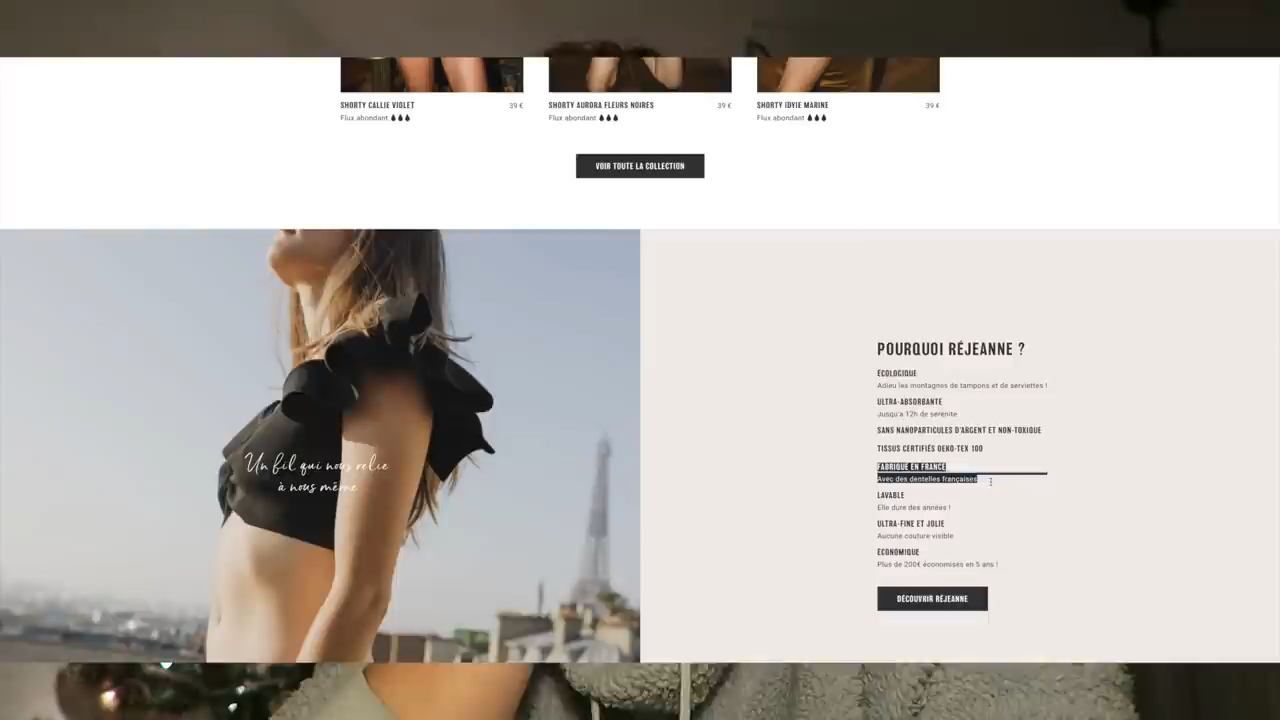 SHORTY CALLIE VIOLET 39 €
Flux abondant
SHORTY AURORA FLEURS NOIRES 39 €
Flux abondant
SHORTY IDYIE MARINE 39 €
Flux abondant
VOIR TOUTE LA COLLECTION
Un fil qui nous relie
à nous même
POURQUOI RÉJEANNE ?
ÉCOLOGIQUE
Adieu les montagnes de tampons et de serviettes !
ULTRA-ABSORBANTE
Jusqu'a 12h de serenite
SANS NANOPARTICULES D'ARGENT ET NON-TOXIQUE
TISSUS CERTIFIÉS OEKO-TEX 100
FABRIQUE EN FRANCE
Avec des dentelles françaises
LAVABLE
Elle dure des années !
ULTRA-FINE ET JOLIE
Aucune couture visible
ÉCONOMIQUE
Plus de 200€ économisés en 5 ans !
DÉCOUVRIR RÉJEANNE